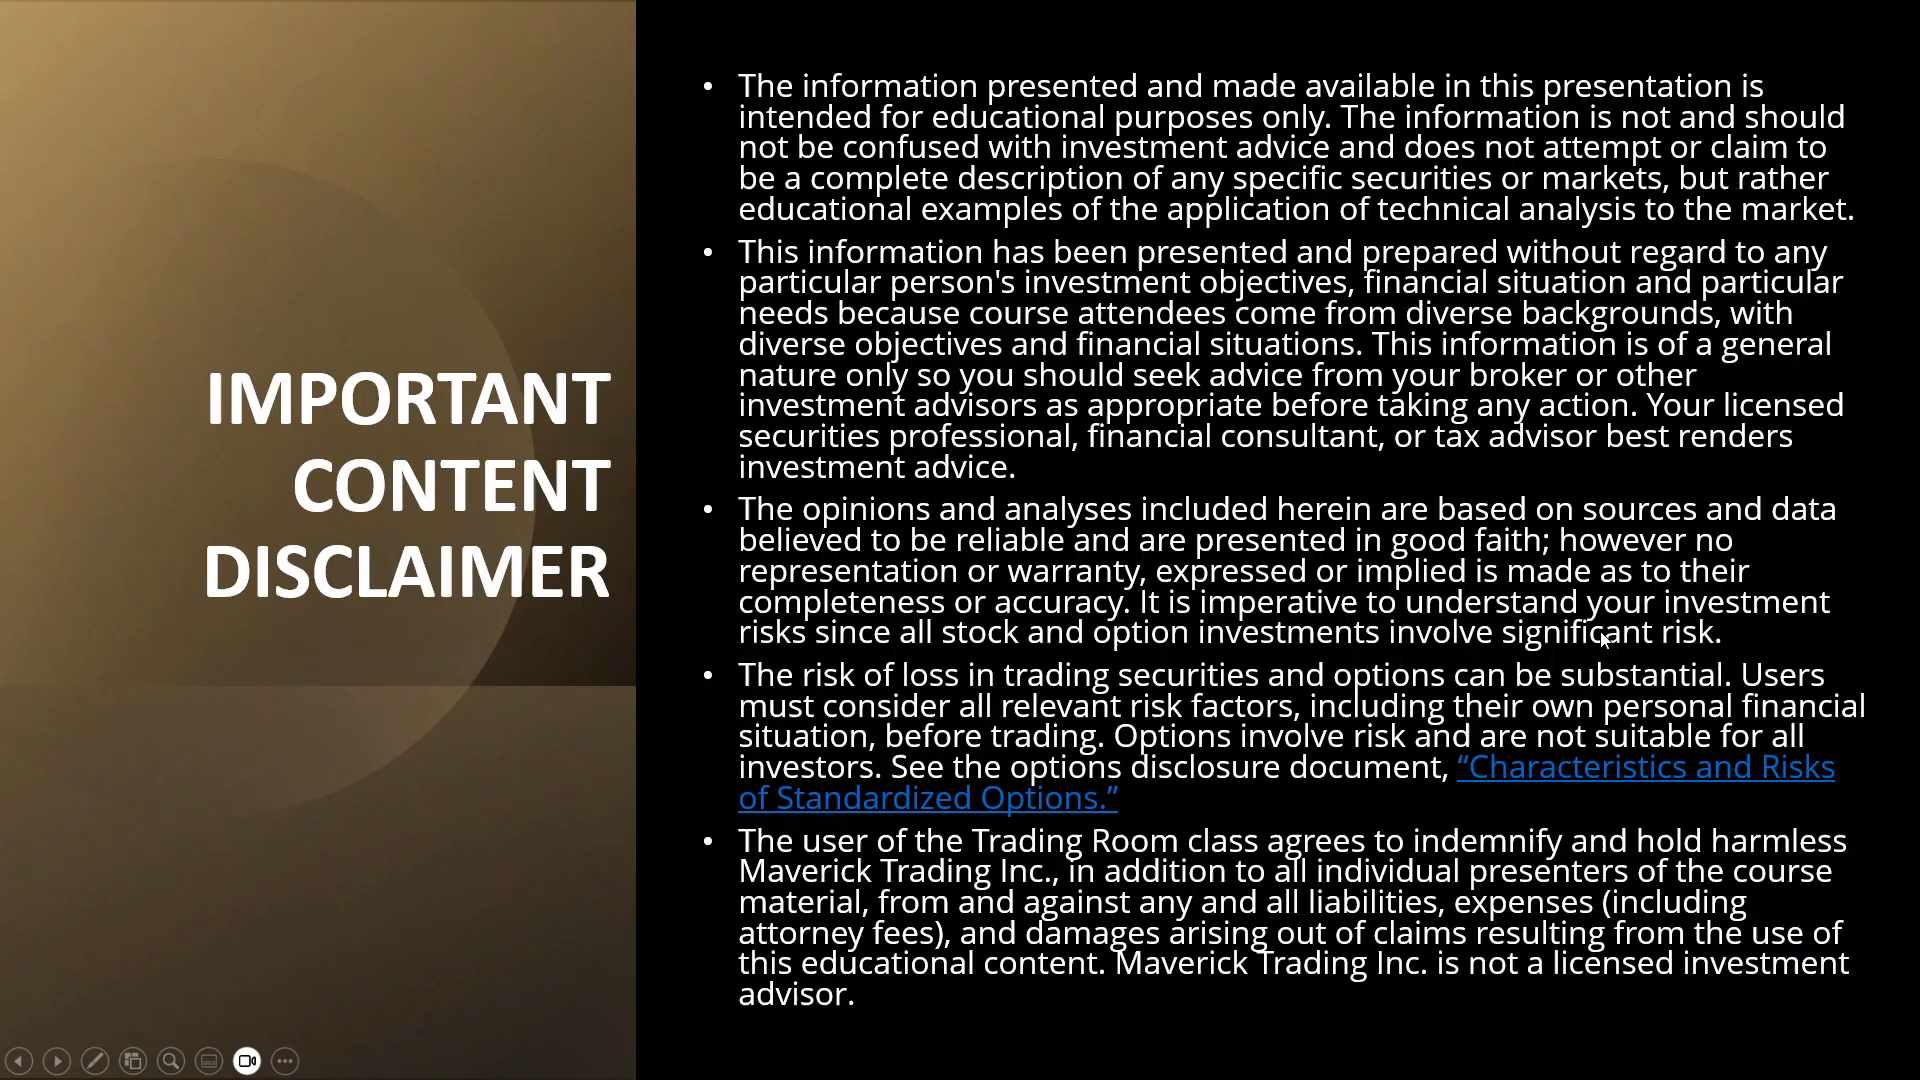 IMPORTANT
CONTENT
DISCLAIMER
• The information presented and made available in this presentation is
intended for educational purposes only. The information is not and should
not be confused with investment advice and does not attempt or claim to
be a complete description of any specific securities or markets, but rather
educational examples of the application of technical analysis to the market.
• This information has been presented and prepared without regard to any
particular person's investment objectives, financial situation and particular
needs because course attendees come from diverse backgrounds, with
diverse objectives and financial situations. This information is of a general
nature only so you should seek advice from your broker or other
investment advisors as appropriate before taking any action. Your licensed
securities professional, financial consultant, or tax advisor best renders
investment advice.
• The opinions and analyses included herein are based on sources and data
believed to be reliable and are presented in good faith; however no
representation or warranty, expressed or implied is made as to their
completeness or accuracy. It is imperative to understand your investment
risks since all stock and option investments involve significant risk.
• The risk of loss in trading securities and options can be substantial. Users
must consider all relevant risk factors, including their own personal financial
situation, before trading. Options involve risk and are not suitable for all
investors. See the options disclosure document, “Characteristics and Risks
of Standardized Options.”
• The user of the Trading Room class agrees to indemnify and hold harmless
Maverick Trading Inc., in addition to all individual presenters of the course
material, from and against any and all liabilities, expenses (including
attorney fees), and damages arising out of claims resulting from the use of
this educational content. Maverick Trading Inc. is not a licensed investment
advisor.